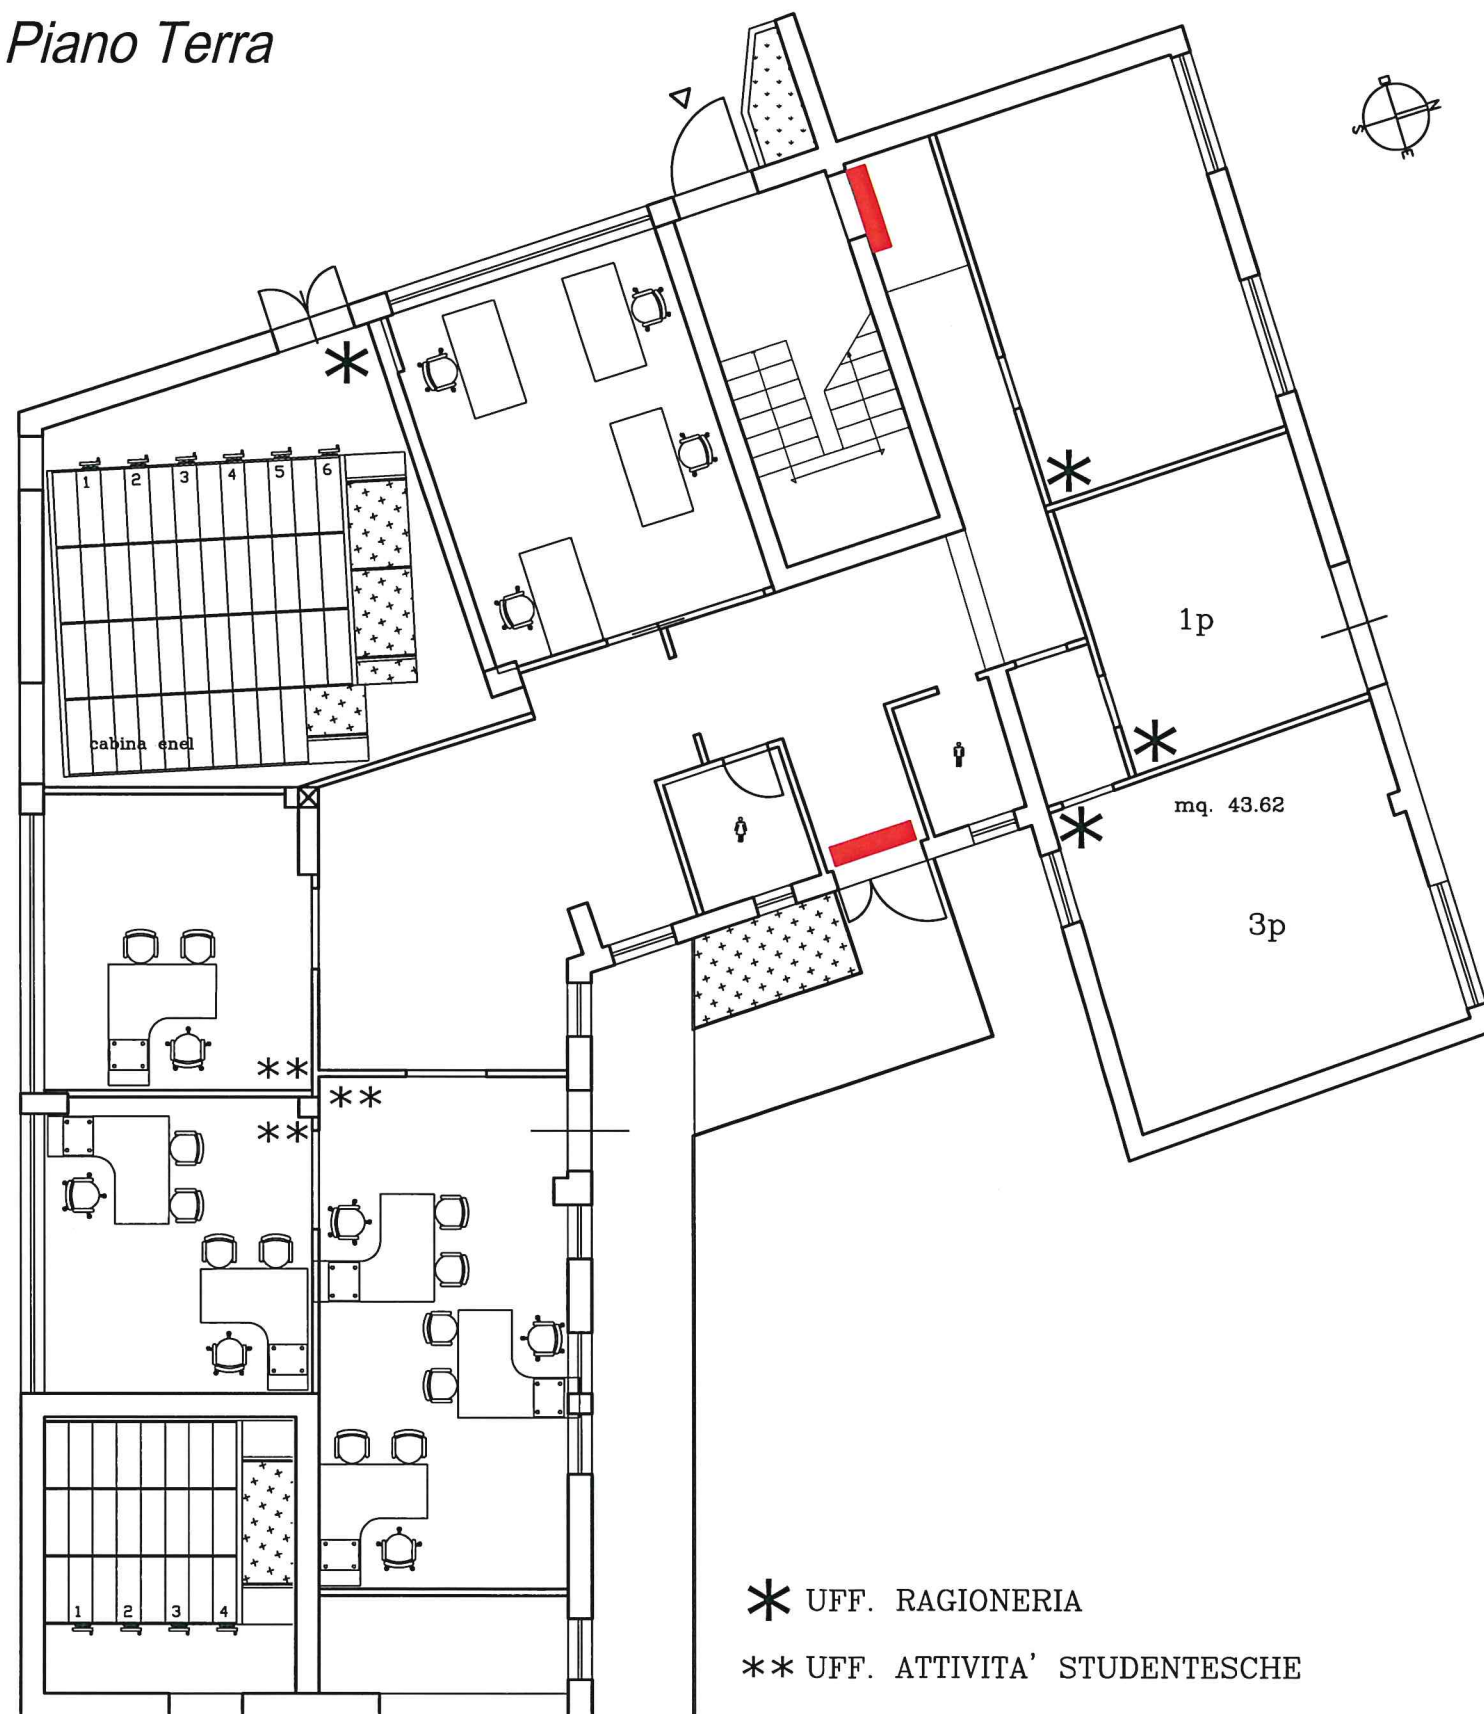 Piano Terra
N
S
E
1 2 3 4 5 6
1p
cabina enel
mq. 43.62
3p
**
**
**
1 2 3 4
* UFF. RAGIONERIA
** UFF. ATTIVITA' STUDENTESCHE